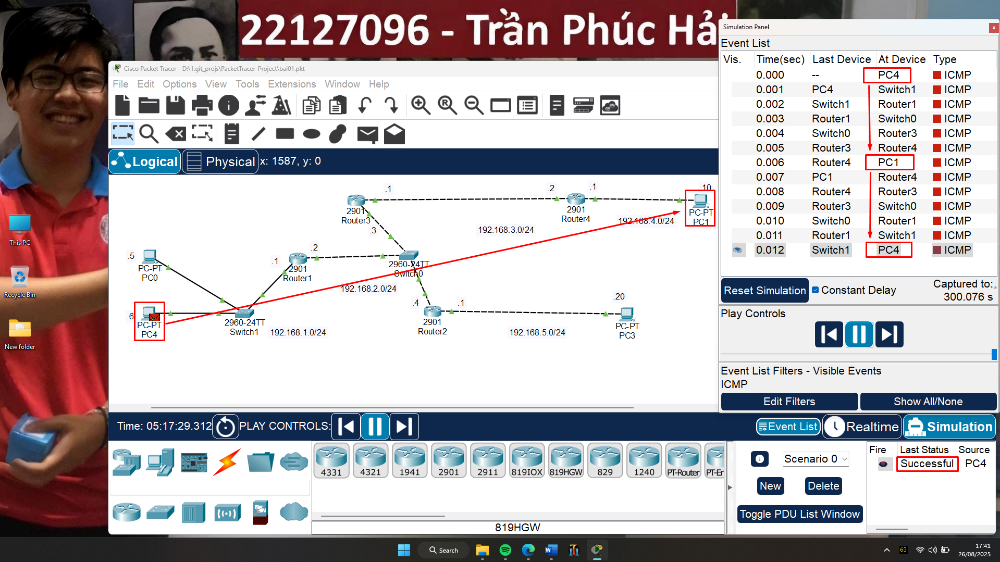 22127096 - Trần Phúc Hải
This PC
Recycle Bin
New folder
Cisco Packet Tracer - D:\1.git_projs\PacketTracer-Project\bai01.pkt
File Edit Options View Tools Extensions Window Help
Logical Physical x: 1587, y: 0
.1
2901
Router3
.3
.2
.1
2901
Router4
10
PC-PT
PC1
192.168.3.0/24
192.168.4.0/24
.5
PC-PT
PC0
.1
.2
2901
Router1
2960-24TT
Switch0
192.168.2.0/24
.6
PC-PT
PC4
2960-24TT
Switch1
192.168.1.0/24
.4
.1
2901
Router2
192.168.5.0/24
.20
PC-PT
PC3
Simulation Panel
Event List
Vis. Time(sec) Last Device At Device Type
0.000 -- PC4 ICMP
0.001 PC4 Switch1 ICMP
0.002 Switch1 Router1 ICMP
0.003 Router1 Switch0 ICMP
0.004 Switch0 Router3 ICMP
0.005 Router3 Router4 ICMP
0.006 Router4 PC1 ICMP
0.007 PC1 Router4 ICMP
0.008 Router4 Router3 ICMP
0.009 Router3 Switch0 ICMP
0.010 Switch0 Router1 ICMP
0.011 Router1 Switch1 ICMP
0.012 Switch1 PC4 ICMP
Reset Simulation Constant Delay Captured to:*
300.076 s
Play Controls
Event List Filters - Visible Events
ICMP
Edit Filters Show All/None
Time: 05:17:29.312 PLAY CONTROLS:
Event List Realtime Simulation
4331 4321 1941 2901 2911 819IOX 819HGW 829 1240 PT-Router PT-Er
819HGW
Scenario 0
New Delete
Toggle PDU List Window
Fire Last Status Source
Successful PC4
Search
63
17:41
26/08/2025